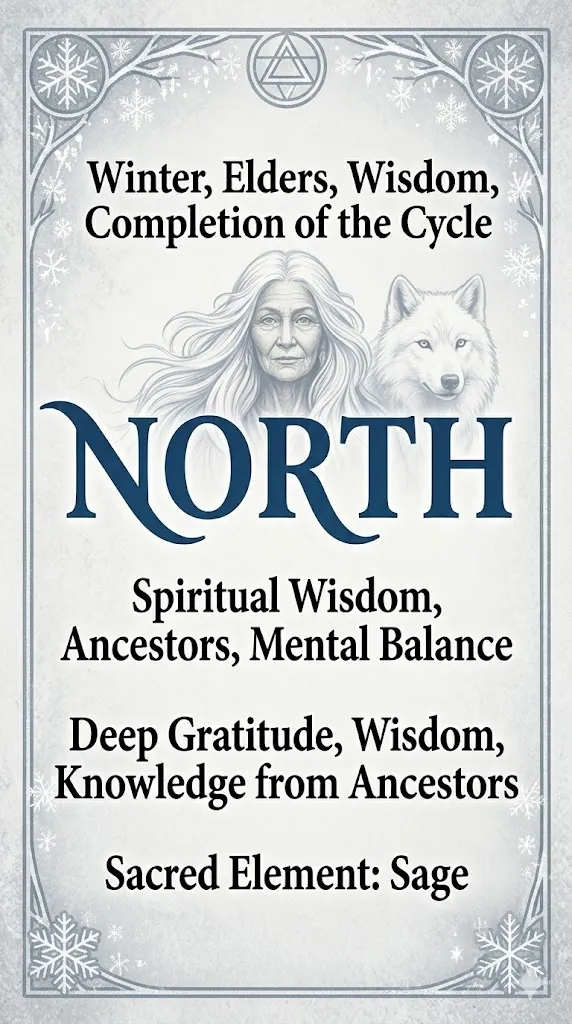 Winter, Elders, Wisdom,
Completion of the Cycle
NORTH
Spiritual Wisdom,
Ancestors, Mental Balance
Deep Gratitude, Wisdom,
Knowledge from Ancestors
Sacred Element: Sage